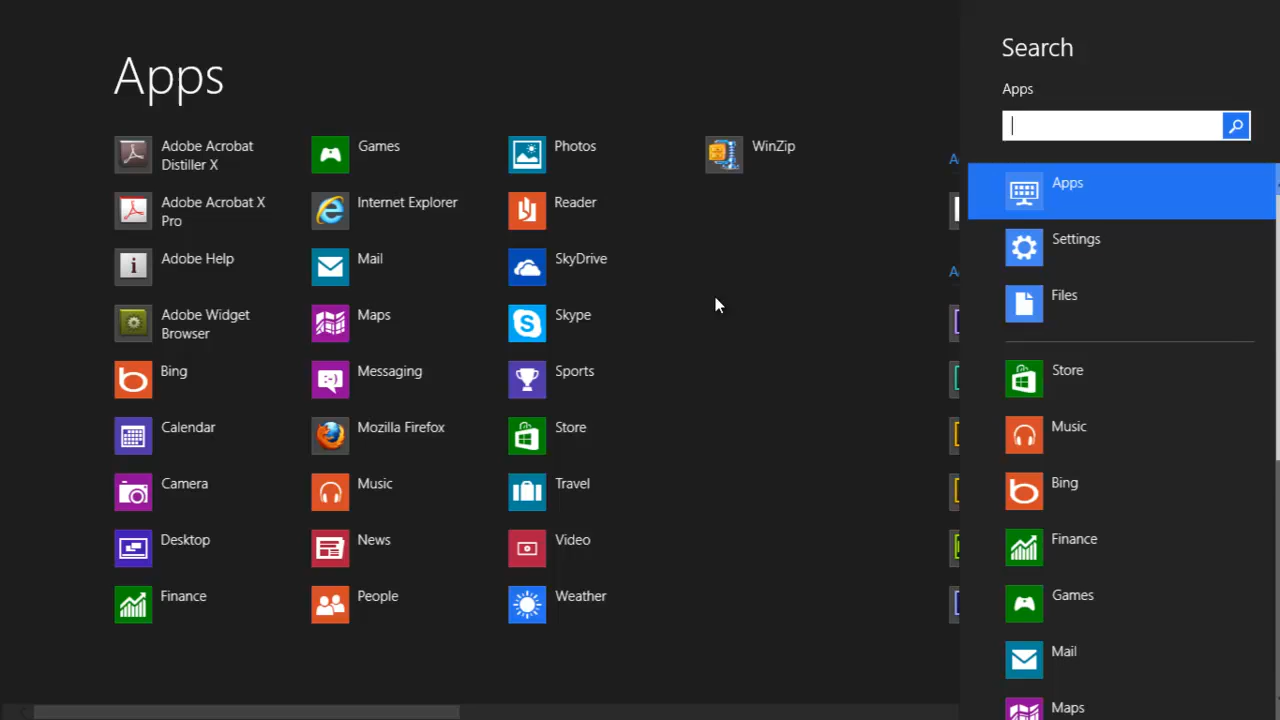 Apps
Adobe Acrobat
Distiller X
Adobe Acrobat X
Pro
Adobe Help
Adobe Widget
Browser
Bing
Calendar
Camera
Desktop
Finance
Games
Internet Explorer
Mail
Maps
Messaging
Mozilla Firefox
Music
News
People
Photos
Reader
SkyDrive
Skype
Sports
Store
Travel
Video
Weather
WinZip
Search
Apps
Apps
Settings
Files
Store
Music
Bing
Finance
Games
Mail
Maps